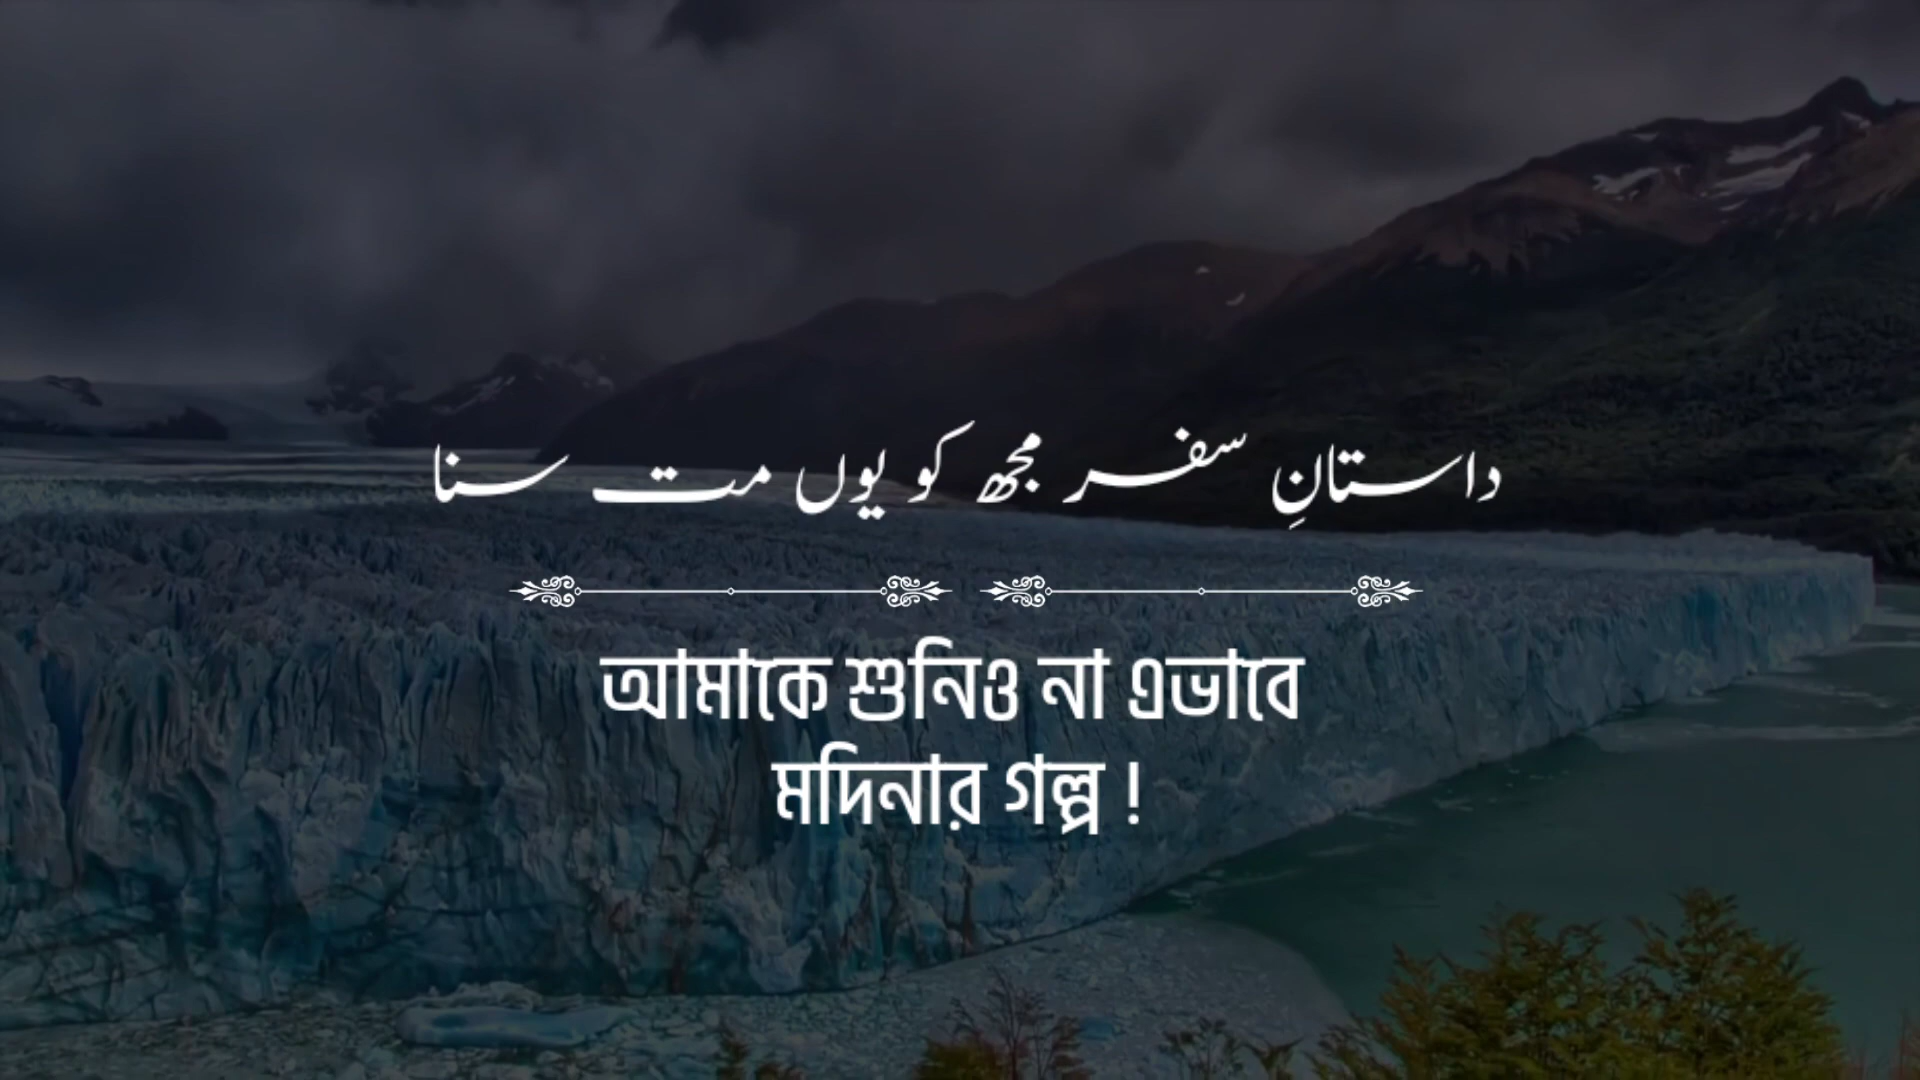 داستانِ سفر مجھ کو یوں مت سنا
আমাকে শুনিও না এভাবে
মদিনার গল্প !